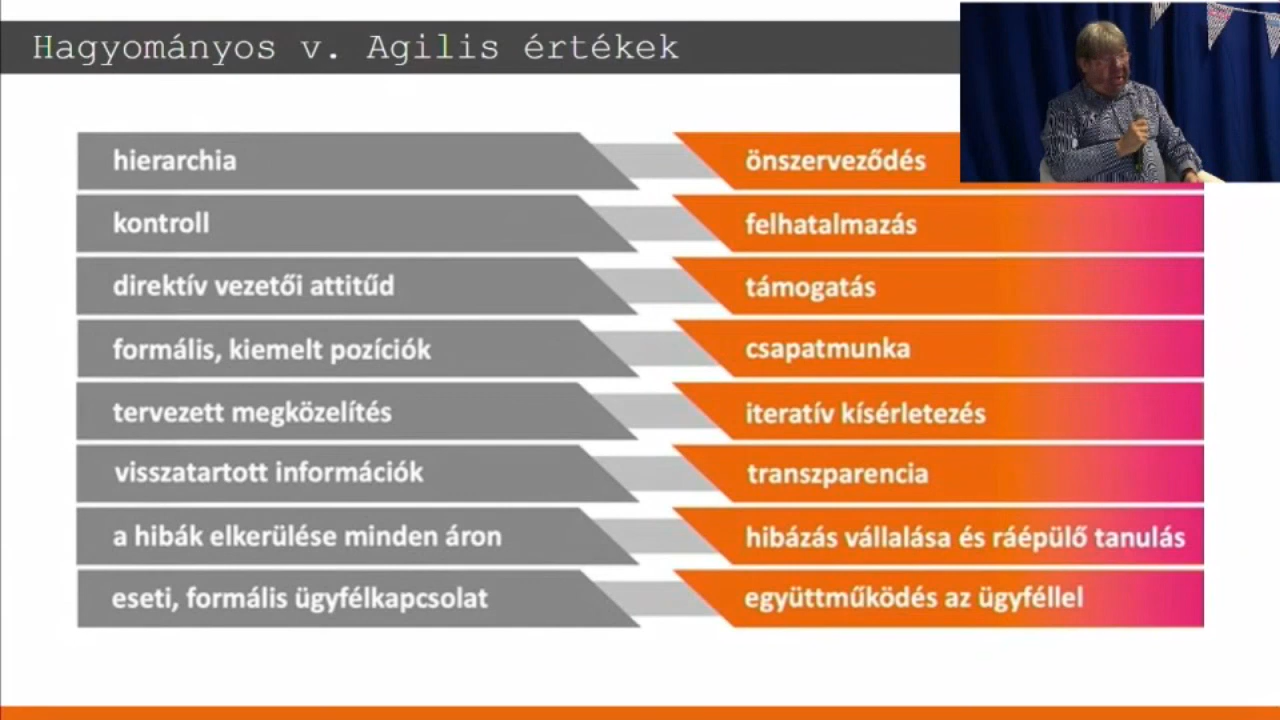 Hagyományos v. Agilis értékek
hierarchia
önszerveződés
kontroll
felhatalmazás
direktív vezetői attitűd
támogatás
formális, kiemelt pozíciók
csapatmunka
tervezett megközelítés
iteratív kísérletezés
visszatartott információk
transzparencia
a hibák elkerülése minden áron
hibázás vállalása és ráépülő tanulás
eseti, formális ügyfélkapcsolat
együttműködés az ügyféllel